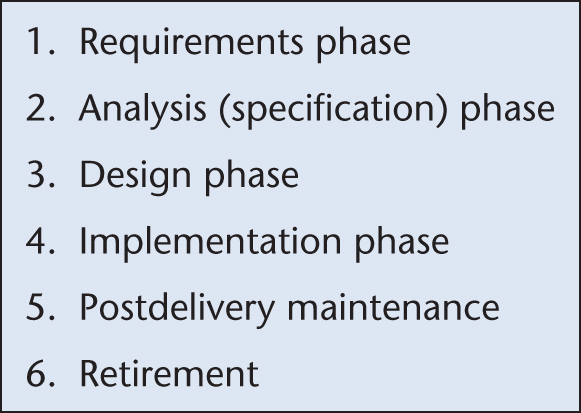 1. Requirements phase
2. Analysis (specification) phase
3. Design phase
4. Implementation phase
5. Postdelivery maintenance
6. Retirement